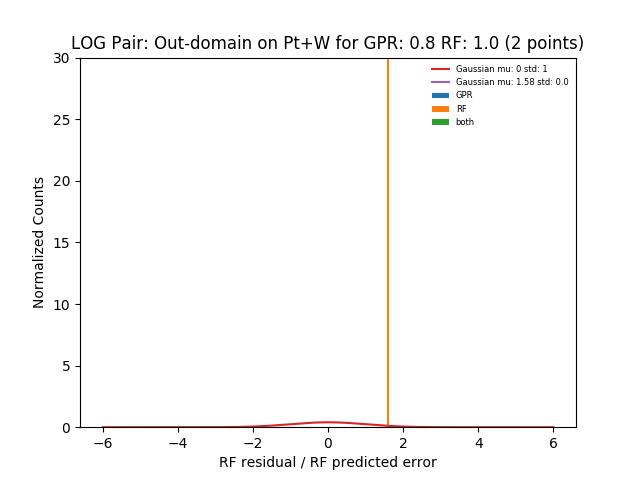 LOG Pair: Out-domain on Pt+W for GPR: 0.8 RF: 1.0 (2 points)
30
25
20
15
10
5
0
Normalized Counts
Gaussian mu: 0 std: 1
Gaussian mu: 1.58 std: 0.0
GPR
RF
both
−6 −4 −2 0 2 4 6
RF residual / RF predicted error